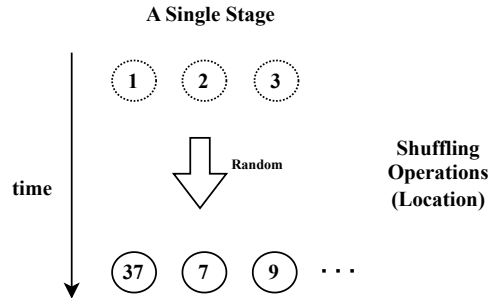 A Single Stage
1 2 3
Random
Shuffling
Operations
(Location)
time
37 7 9 ...